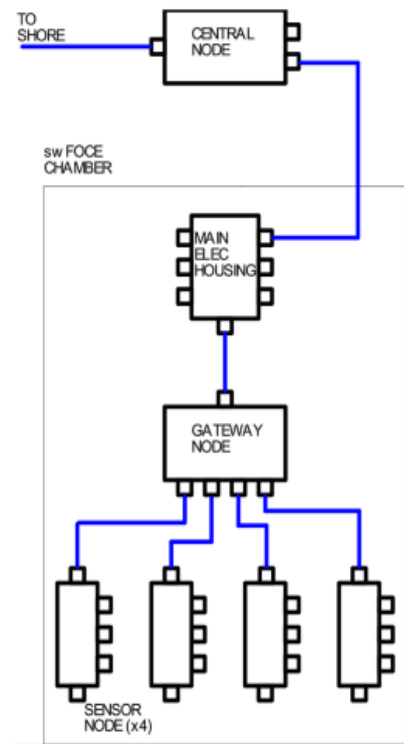 TO
SHORE
CENTRAL
NODE
sw FOCE
CHAMBER
MAIN
ELEC
HOUSING
GATEWAY
NODE
SENSOR
NODE (x4)